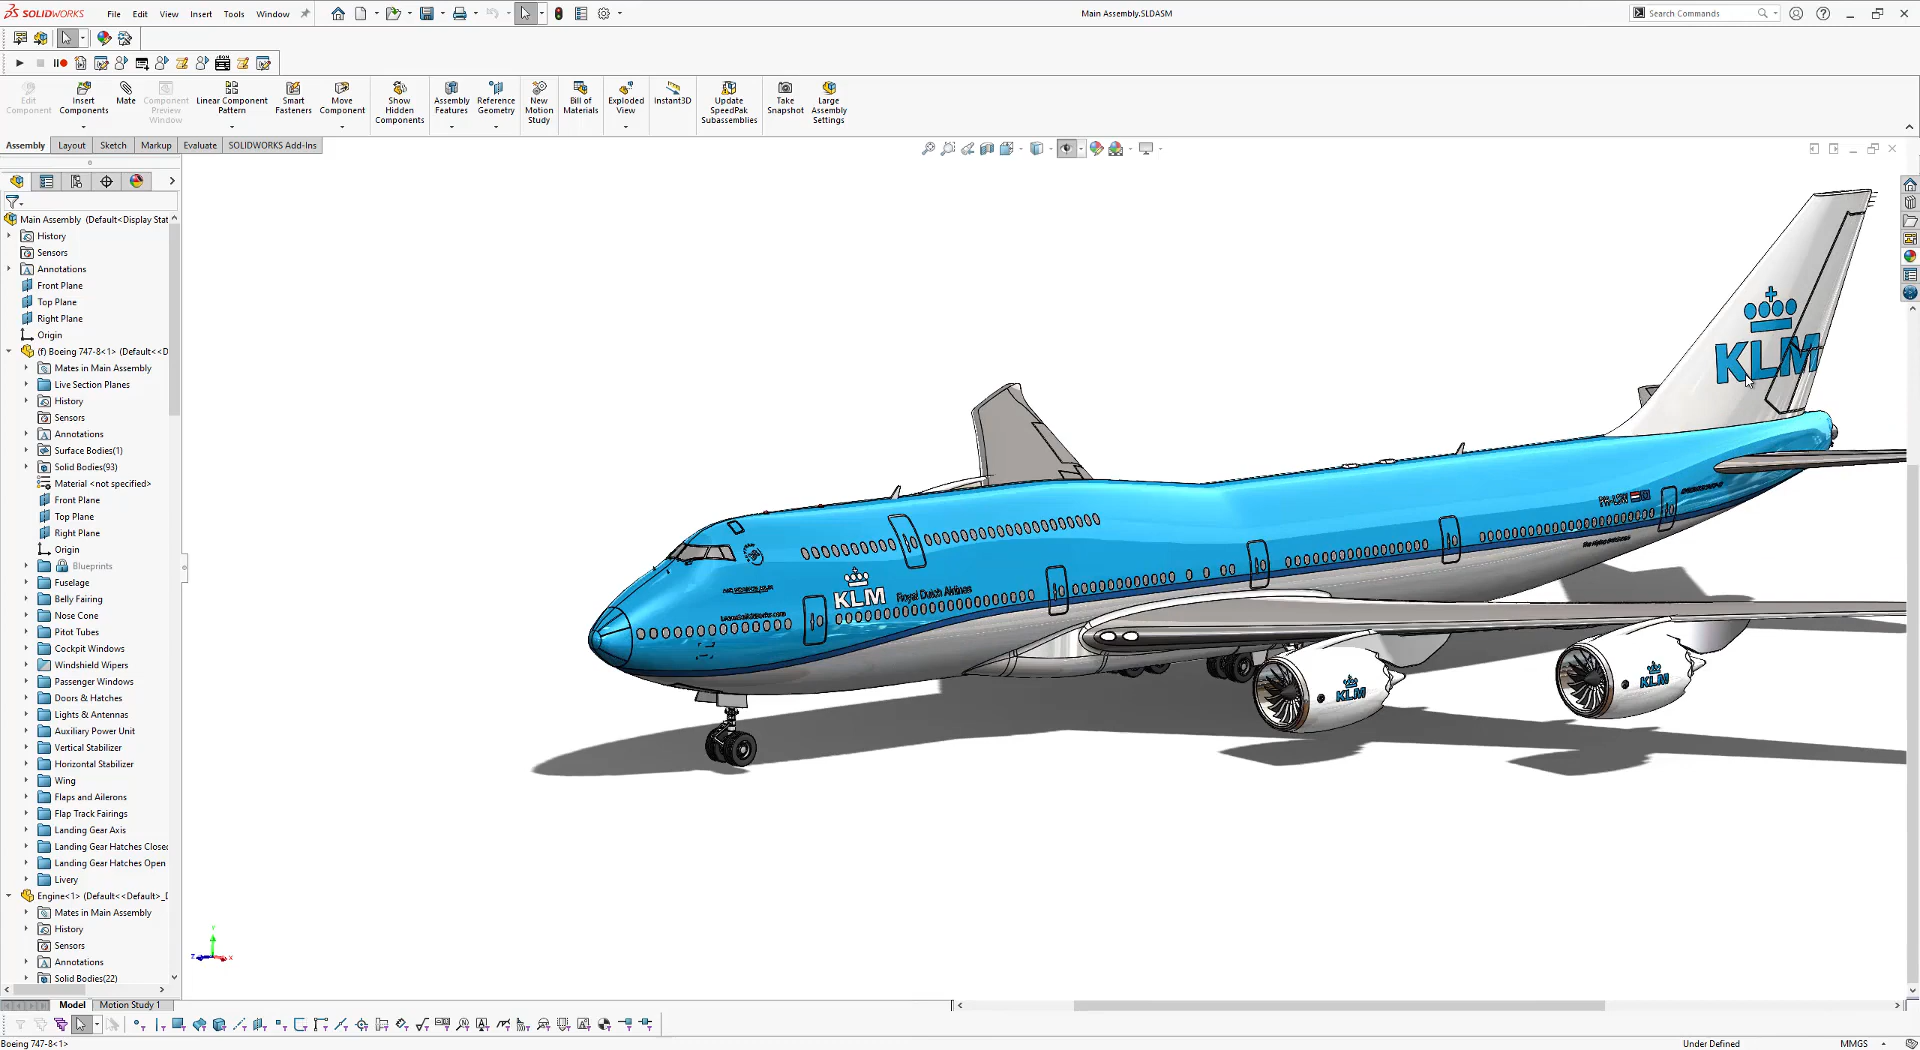 SOLIDWORKS File Edit View Insert Tools Window
Main Assembly.SLDASM
Search Commands
Edit Component
Insert Components
Mate
Component Preview Window
Linear Component Pattern
Smart Fasteners
Move Component
Show Hidden Components
Assembly Features
Reference Geometry
New Motion Study
Bill of Materials
Exploded View
Instant3D
Update SpeedPak Subassemblies
Take Snapshot
Large Assembly Settings
Assembly Layout Sketch Markup Evaluate SOLIDWORKS Add-Ins
Main Assembly (Default<Display Stat
History
Sensors
Annotations
Front Plane
Top Plane
Right Plane
Origin
(f) Boeing 747-8<1> (Default<<D
Mates in Main Assembly
Live Section Planes
History
Sensors
Annotations
Surface Bodies(1)
Solid Bodies(93)
Material <not specified>
Front Plane
Top Plane
Right Plane
Origin
Blueprints
Fuselage
Belly Fairing
Nose Cone
Pitot Tubes
Cockpit Windows
Windshield Wipers
Passenger Windows
Doors & Hatches
Lights & Antennas
Auxiliary Power Unit
Vertical Stabilizer
Horizontal Stabilizer
Wing
Flaps and Ailerons
Flap Track Fairings
Landing Gear Axis
Landing Gear Hatches Closed
Landing Gear Hatches Open
Livery
Engine<1> (Default<<Default>_D
Mates in Main Assembly
History
Sensors
Annotations
Solid Bodies(22)
KLM
KLM Royal Dutch Airlines
KLM
KLM
Y
Z X
Model Motion Study 1
Boeing 747-8<1>
Under Defined
MMGS